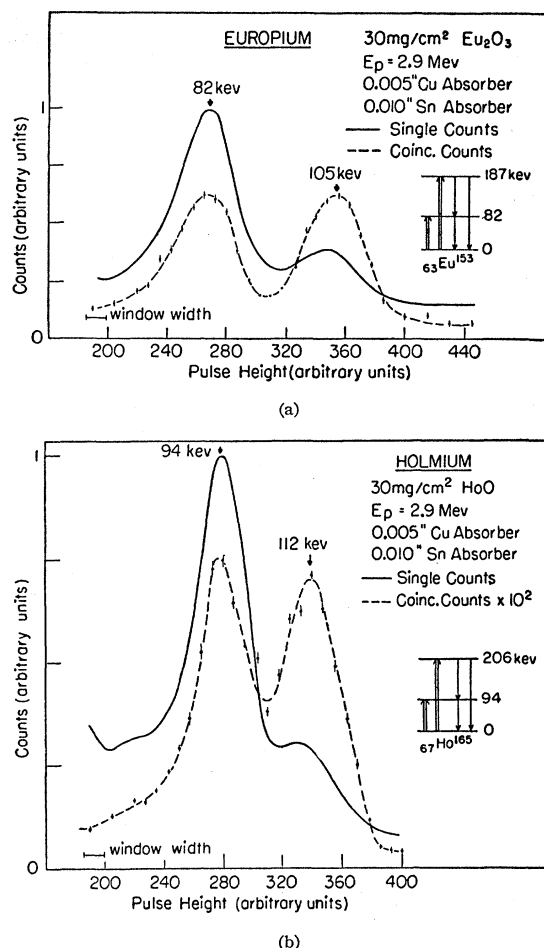 EUROPIUM
30mg/cm² Eu₂O₃
Eₚ = 2.9 Mev
0.005" Cu Absorber
0.010" Sn Absorber
Single Counts
Coinc. Counts
82 kev
105 kev
187 kev
82
0
₆₃Eu¹⁵³
1
0
Counts (arbitrary units)
window width
200 240 280 320 360 400 440
Pulse Height (arbitrary units)
(a)
94 kev
HOLMIUM
30mg/cm² HoO
Eₚ = 2.9 Mev
0.005" Cu Absorber
0.010" Sn Absorber
Single Counts
Coinc. Counts x 10²
112 kev
206 kev
94
0
₆₇Ho¹⁶⁵
1
0
Counts (arbitrary units)
window width
200 240 280 320 360 400
Pulse Height (arbitrary units)
(b)